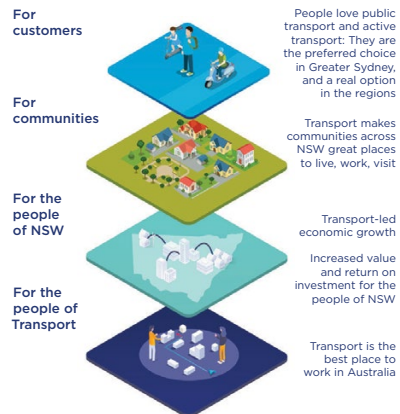 For
customers
People love public
transport and active
transport: They are
the preferred choice
in Greater Sydney,
and a real option
in the regions
For
communities
Transport makes
communities across
NSW great places
to live, work, visit
For the
people
of NSW
Transport-led
economic growth
Increased value
and return on
investment for the
people of NSW
For the
people of
Transport
Transport is the
best place to
work in Australia